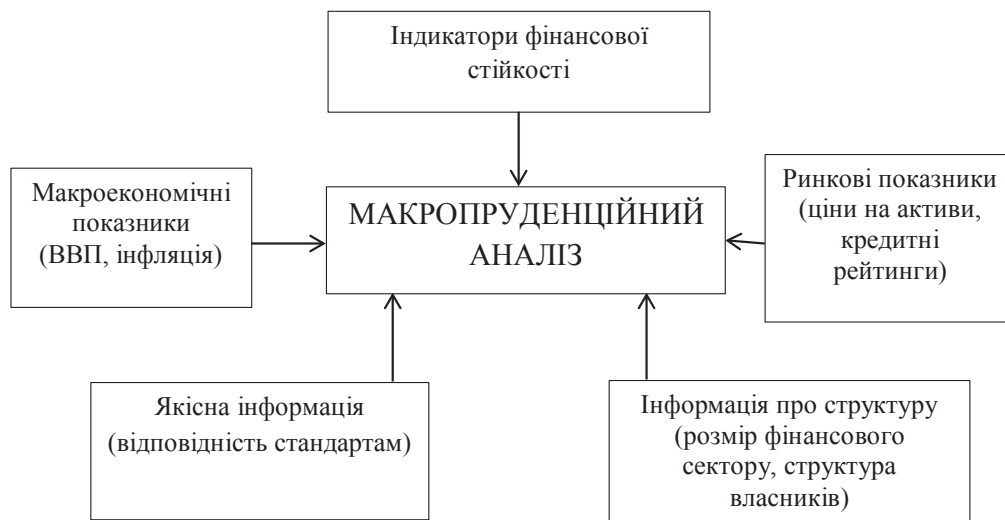 Індикатори фінансової
стійкості
Макроекономічні
показники
(ВВП, інфляція)
МАКРОПРУДЕНЦІЙНИЙ
АНАЛІЗ
Ринкові показники
(ціни на активи,
кредитні
рейтинги)
Якісна інформація
(відповідність стандартам)
Інформація про структуру
(розмір фінансового
сектору, структура
власників)